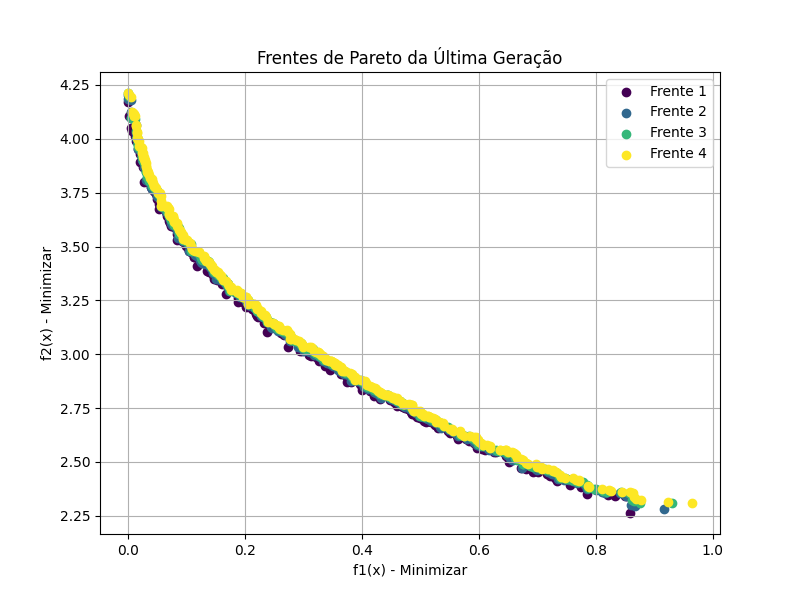 Frentes de Pareto da Última Geração
Frente 1
Frente 2
Frente 3
Frente 4
f2(x) - Minimizar
4.25
4.00
3.75
3.50
3.25
3.00
2.75
2.50
2.25
0.0 0.2 0.4 0.6 0.8 1.0
f1(x) - Minimizar